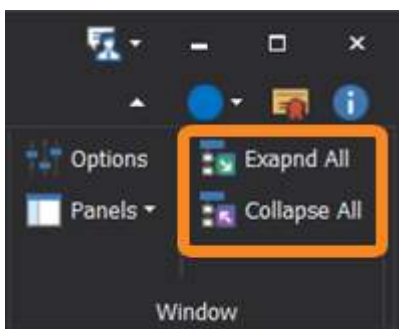 Options
Exapnd All
Panels
Collapse All
Window